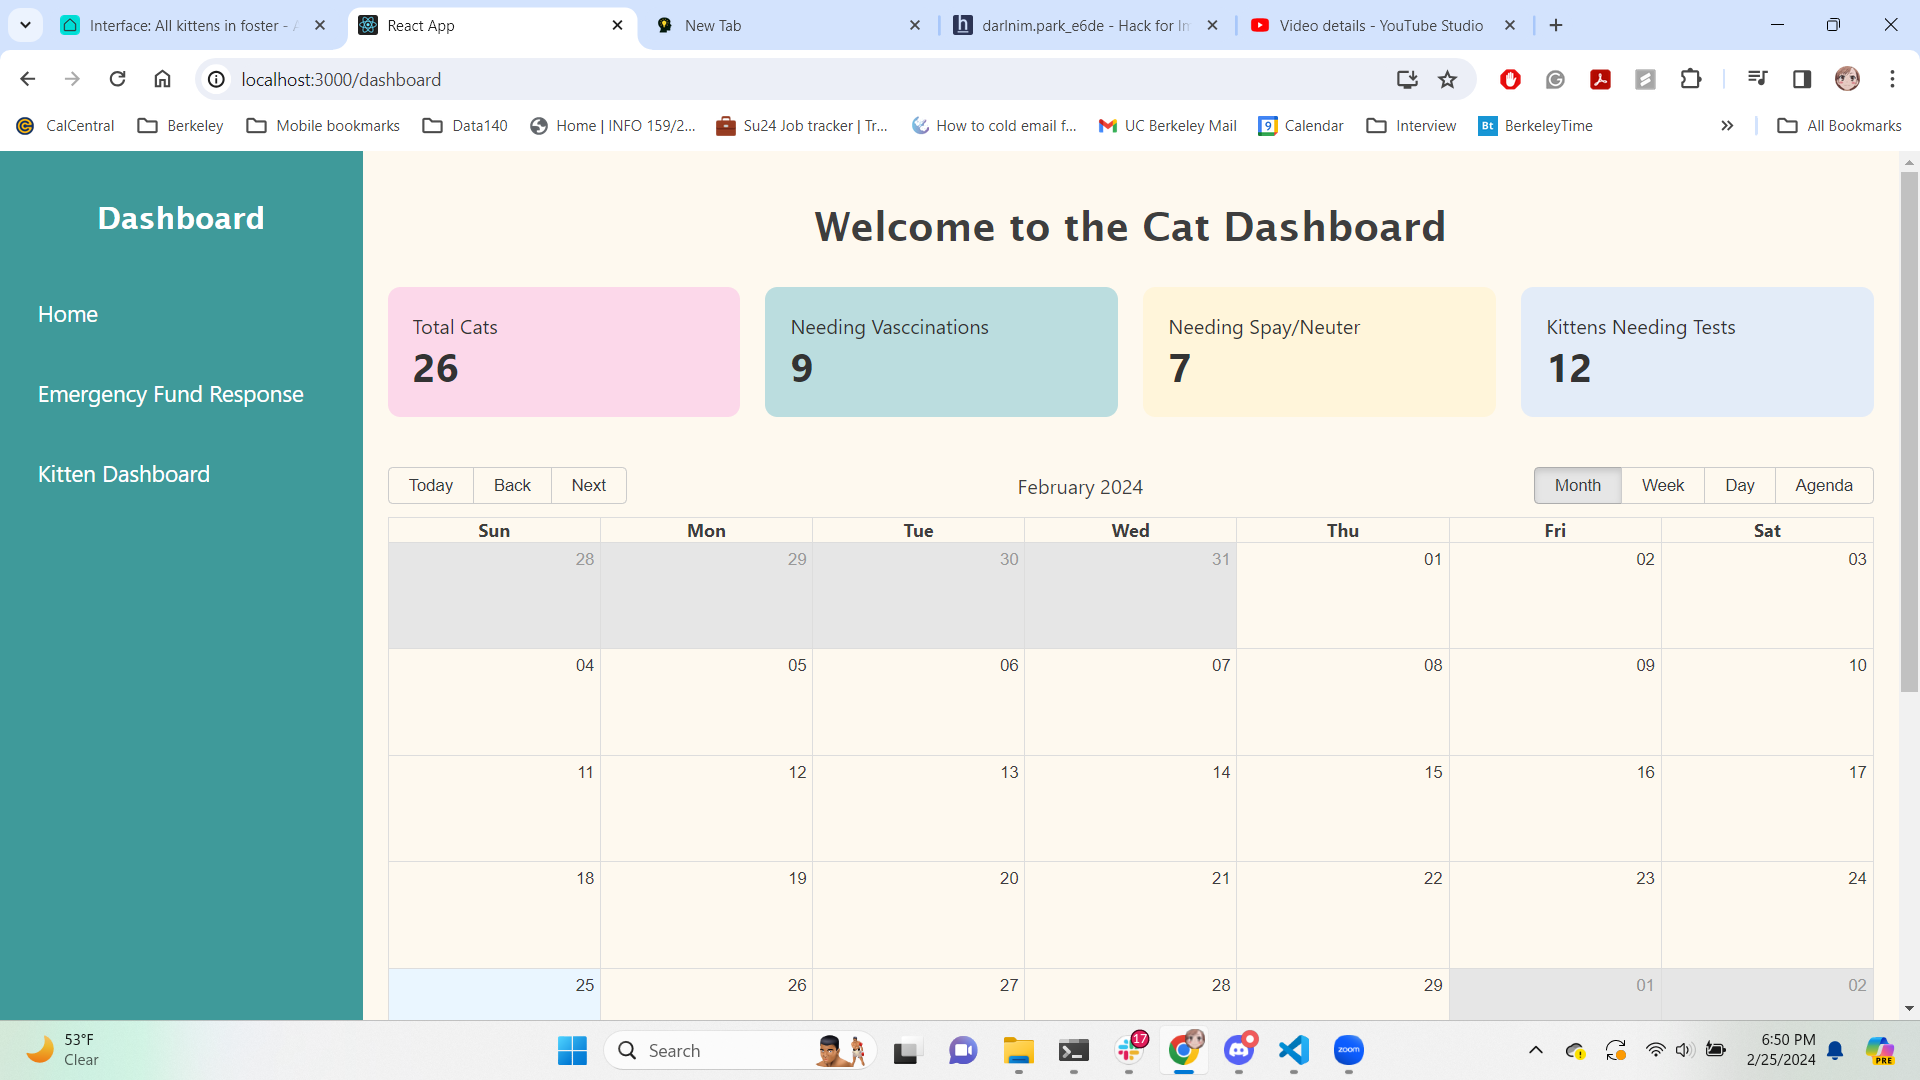 Interface: All kittens in foster - A
React App
New Tab
darlnim.park_e6de - Hack for Im
Video details - YouTube Studio
localhost:3000/dashboard
CalCentral
Berkeley
Mobile bookmarks
Data140
Home | INFO 159/2...
Su24 Job tracker | Tr...
How to cold email f...
UC Berkeley Mail
9
Calendar
Interview
Bt
BerkeleyTime
All Bookmarks
Dashboard
Home
Emergency Fund Response
Kitten Dashboard
Welcome to the Cat Dashboard
Total Cats
26
Needing Vasccinations
9
Needing Spay/Neuter
7
Kittens Needing Tests
12
Today Back Next
February 2024
Month Week Day Agenda
Sun Mon Tue Wed Thu Fri Sat
28 29 30 31 01 02 03
04 05 06 07 08 09 10
11 12 13 14 15 16 17
18 19 20 21 22 23 24
25 26 27 28 29 01 02
53°F
Clear
Search
17
zoom
6:50 PM
2/25/2024
PRE